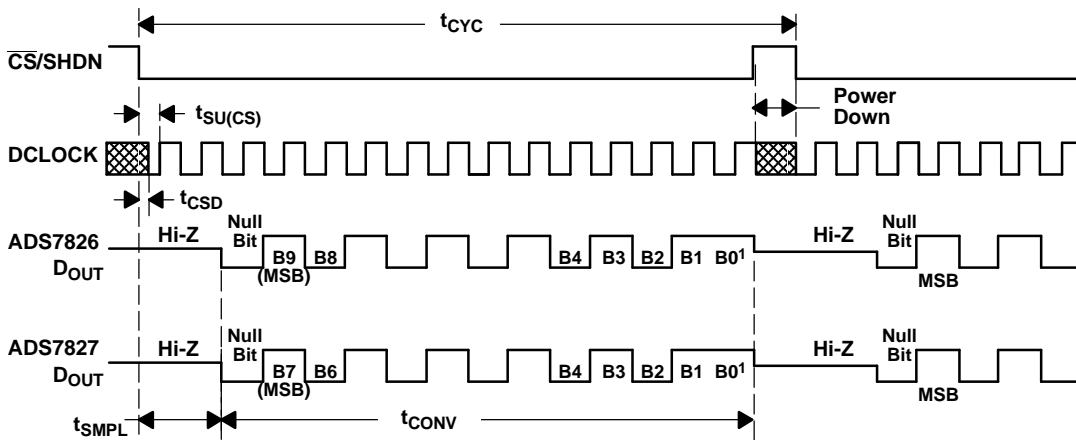 tCYC
CS/SHDN
Power
Down
tSU(CS)
DCLOCK
tCSD
ADS7826
DOUT
Hi-Z
Null
Bit
B9
(MSB)
B8
B4
B3
B2
B1
B0¹
Hi-Z
Null
Bit
MSB
ADS7827
DOUT
Hi-Z
Null
Bit
B7
(MSB)
B6
B4
B3
B2
B1
B0¹
Hi-Z
Null
Bit
MSB
tSMPL
tCONV